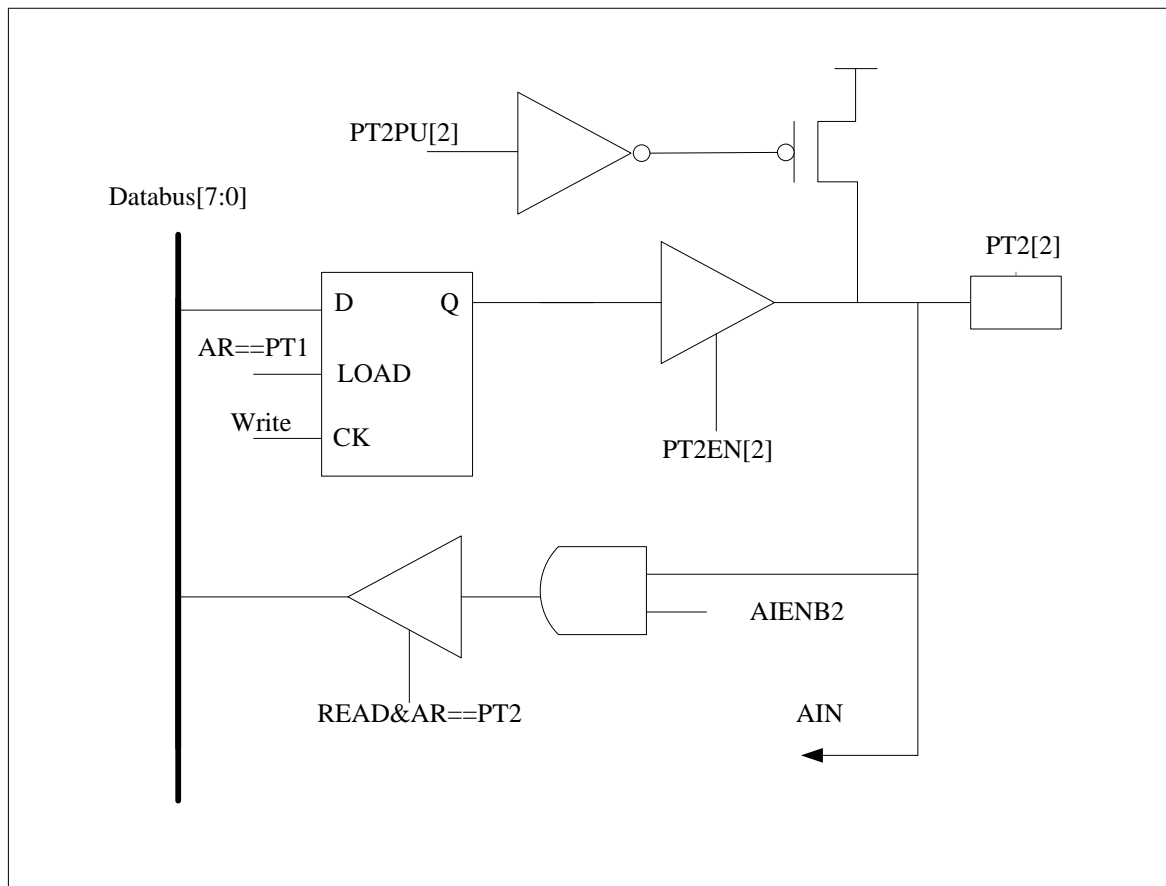 PT2PU[2]
Databus[7:0]
PT2[2]
D
Q
AR==PT1
LOAD
Write
CK
PT2EN[2]
AIENB2
READ&AR==PT2
AIN